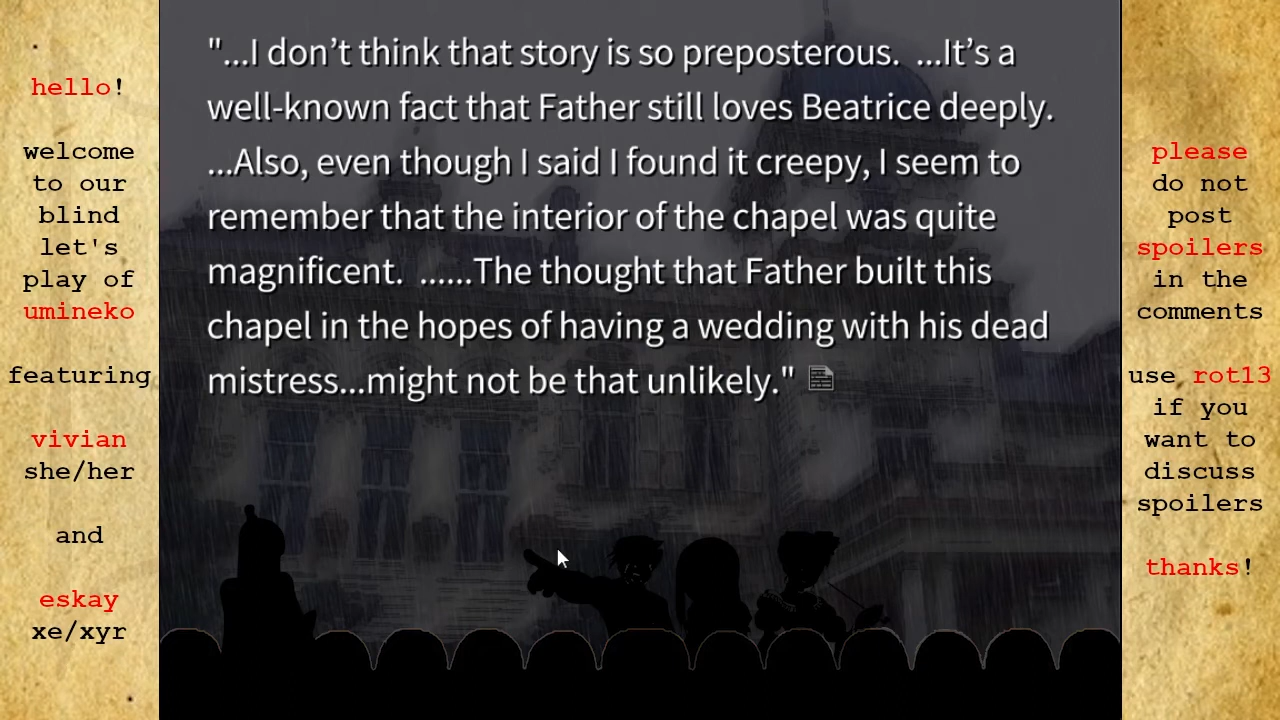 hello!
welcome
to our
blind
let's
play of
umineko
featuring
vivian
she/her
and
eskay
xe/xyr
"...I don’t think that story is so preposterous.  ...It’s a
well-known fact that Father still loves Beatrice deeply.
...Also, even though I said I found it creepy, I seem to
remember that the interior of the chapel was quite
magnificent.  ......The thought that Father built this
chapel in the hopes of having a wedding with his dead
mistress...might not be that unlikely."
please
do not
post
spoilers
in the
comments
use rot13
if you
want to
discuss
spoilers
thanks!